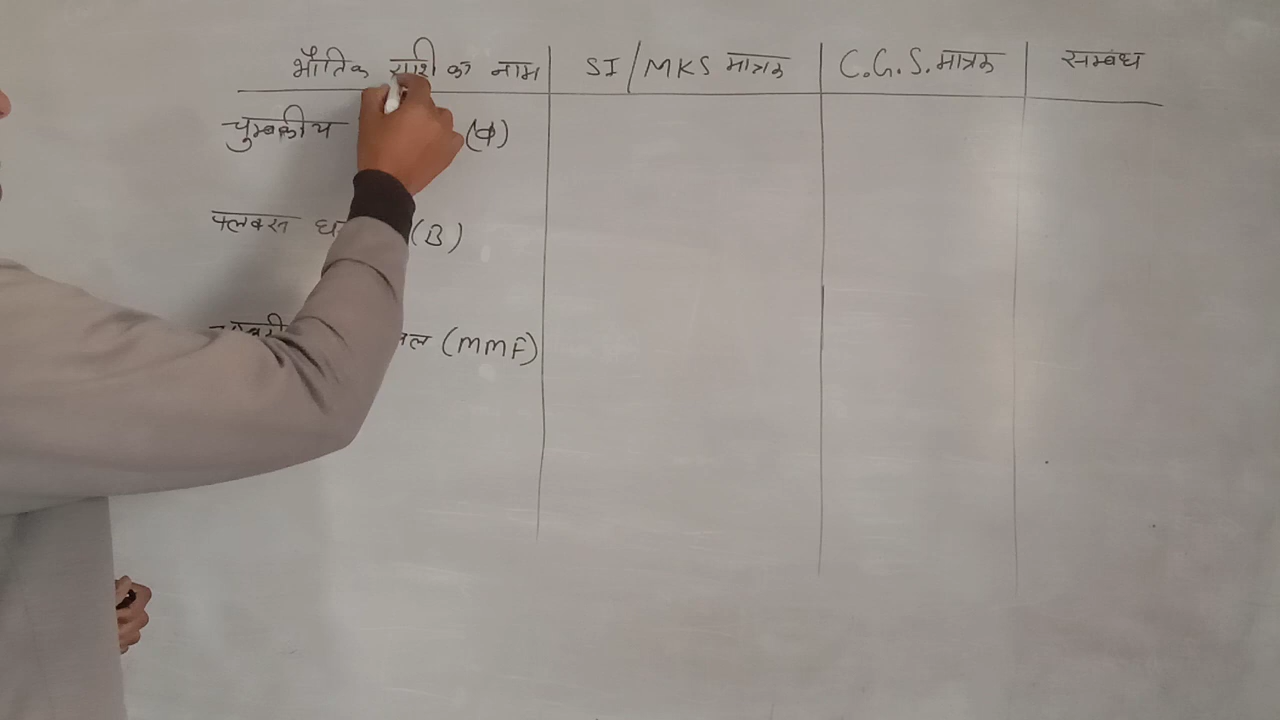 भौतिक राशि का नाम SI/MKS मात्रक C.G.S. मात्रक सम्बंध
चुम्बकीय (Φ)
फ्लक्स (B)
(MMF)